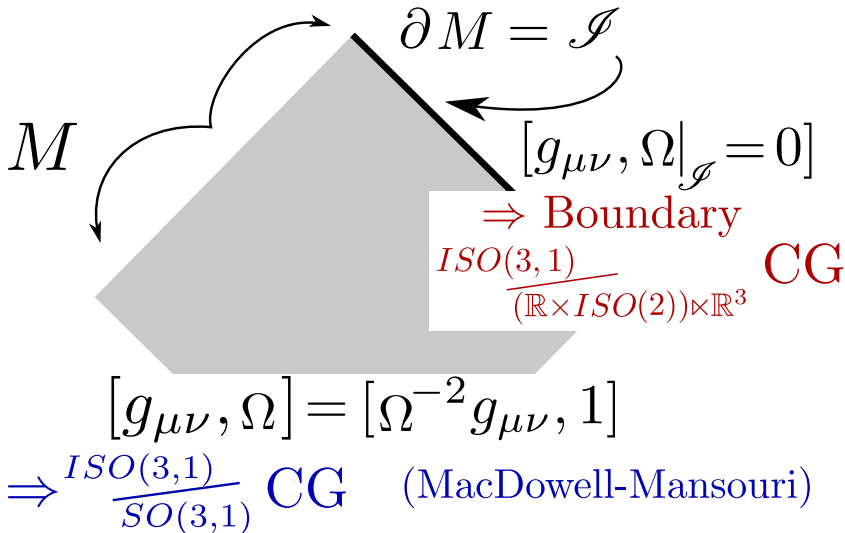 ∂M = ℐ
M
[g_{μν}, Ω|_ℐ = 0]
⇒ Boundary
ISO(3,1)/(ℝ×ISO(2))⋉ℝ³ CG
[g_{μν}, Ω] = [Ω^{-2}g_{μν}, 1]
⇒ ISO(3,1)/SO(3,1) CG (MacDowell-Mansouri)